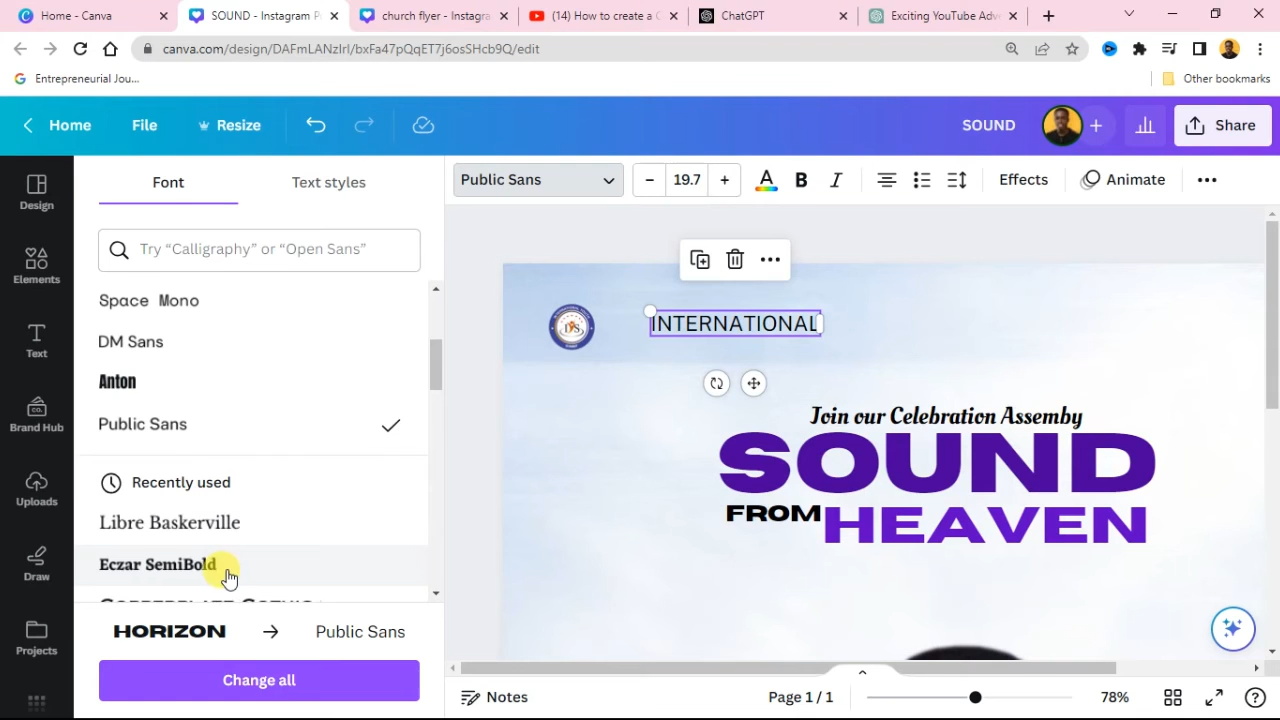 Home - Canva
SOUND - Instagram P
church flyer - Instagra
(14) How to create a C
ChatGPT
Exciting YouTube Adv
canva.com/design/DAFmLANzIrI/bxFa47pQqET7j6osSHcb9Q/edit
Entrepreneurial Jou...
Other bookmarks
Home
File
Resize
SOUND
Share
Design
Elements
Text
Brand Hub
Uploads
Draw
Projects
Font
Text styles
Try “Calligraphy” or “Open Sans”
Space Mono
DM Sans
Anton
Public Sans
Recently used
Libre Baskerville
Eczar SemiBold
HORIZON → Public Sans
Change all
Public Sans
19.7
A
B
I
Effects
Animate
INTERNATIONAL
Join our Celebration Assemby
SOUND
FROM HEAVEN
Notes
Page 1 / 1
78%